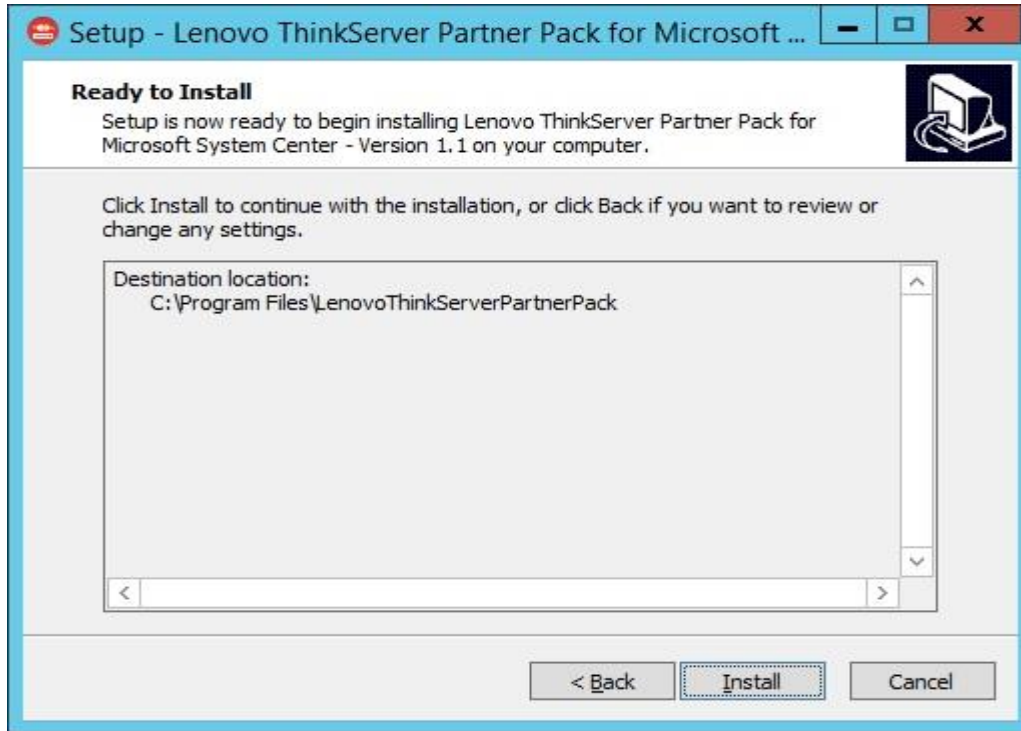 Setup - Lenovo ThinkServer Partner Pack for Microsoft ...
Ready to Install
Setup is now ready to begin installing Lenovo ThinkServer Partner Pack for
Microsoft System Center - Version 1.1 on your computer.
Click Install to continue with the installation, or click Back if you want to review or
change any settings.
Destination location:
C:\Program Files\LenovoThinkServerPartnerPack
< Back
Install
Cancel